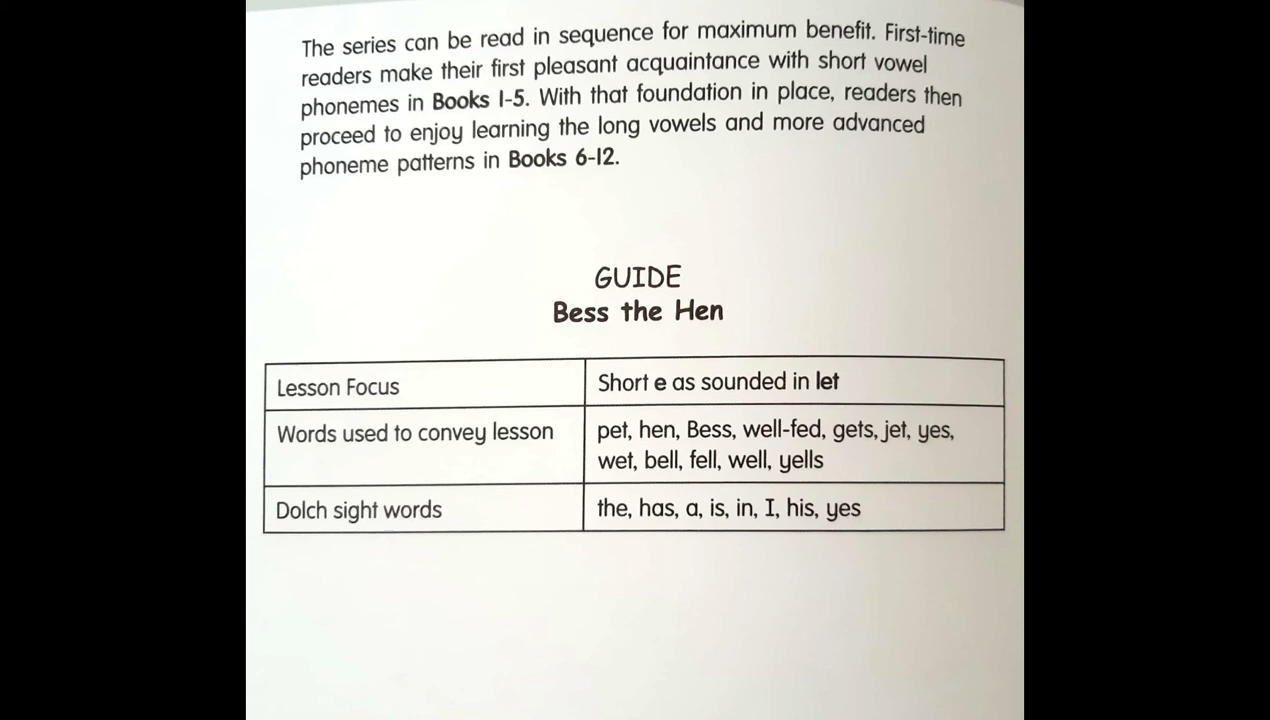 The series can be read in sequence for maximum benefit. First-time
readers make their first pleasant acquaintance with short vowel
phonemes in Books 1-5. With that foundation in place, readers then
proceed to enjoy learning the long vowels and more advanced
phoneme patterns in Books 6-12.
GUIDE
Bess the Hen
Lesson Focus
Short e as sounded in let
Words used to convey lesson
pet, hen, Bess, well-fed, gets, jet, yes,
wet, bell, fell, well, yells
Dolch sight words
the, has, a, is, in, I, his, yes